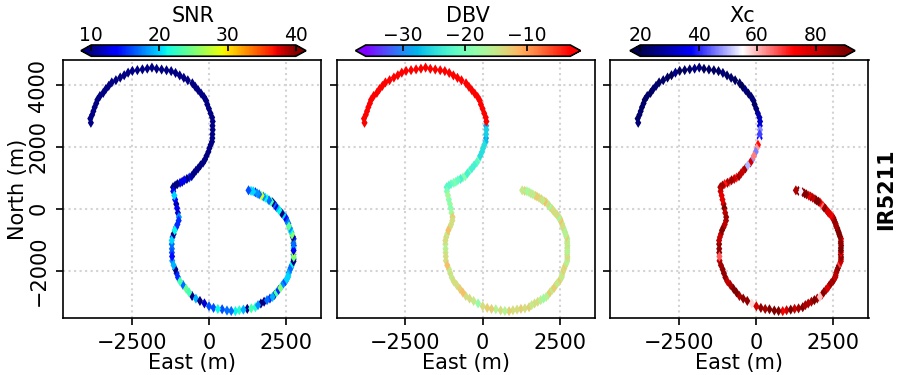 SNR DBV Xc
10 20 30 40 −30 −20 −10 20 40 60 80
4000
2000
0
−2000
North (m)
IR5211
−2500 0 2500 −2500 0 2500 −2500 0 2500
East (m) East (m) East (m)